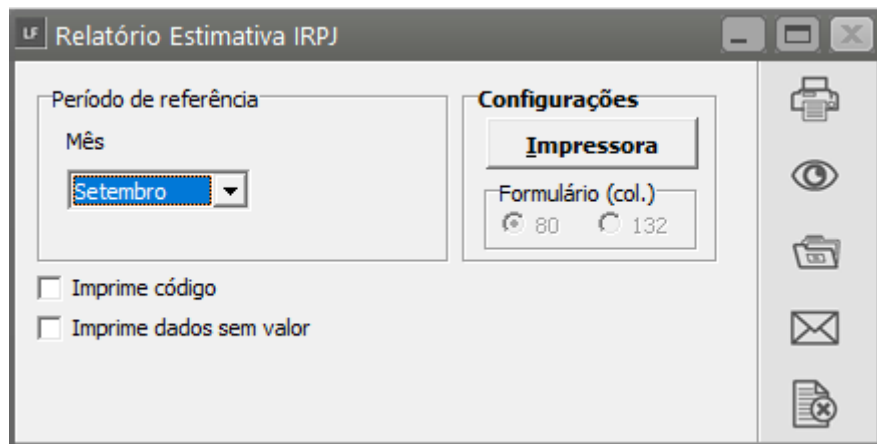 LF Relatório Estimativa IRPJ
Período de referência
Mês
Setembro
Configurações
Impressora
Formulário (col.)
80 132
Imprime código
Imprime dados sem valor